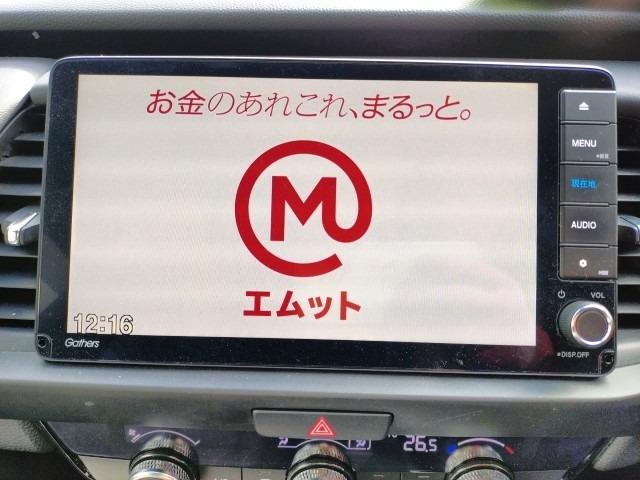 お金のあれこれ、まるっと。
M
エムット
12:16
Gathers
MENU
現在地
AUDIO
VOL
DISP.OFF
26.5